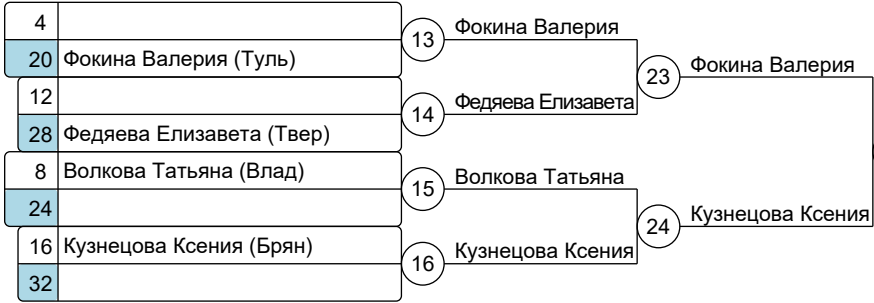 4
20 Фокина Валерия (Туль)
12
28 Федяева Елизавета (Твер)
8 Волкова Татьяна (Влад)
24
16 Кузнецова Ксения (Брян)
32
13 Фокина Валерия
14 Федяева Елизавета
15 Волкова Татьяна
16 Кузнецова Ксения
23 Фокина Валерия
24 Кузнецова Ксения